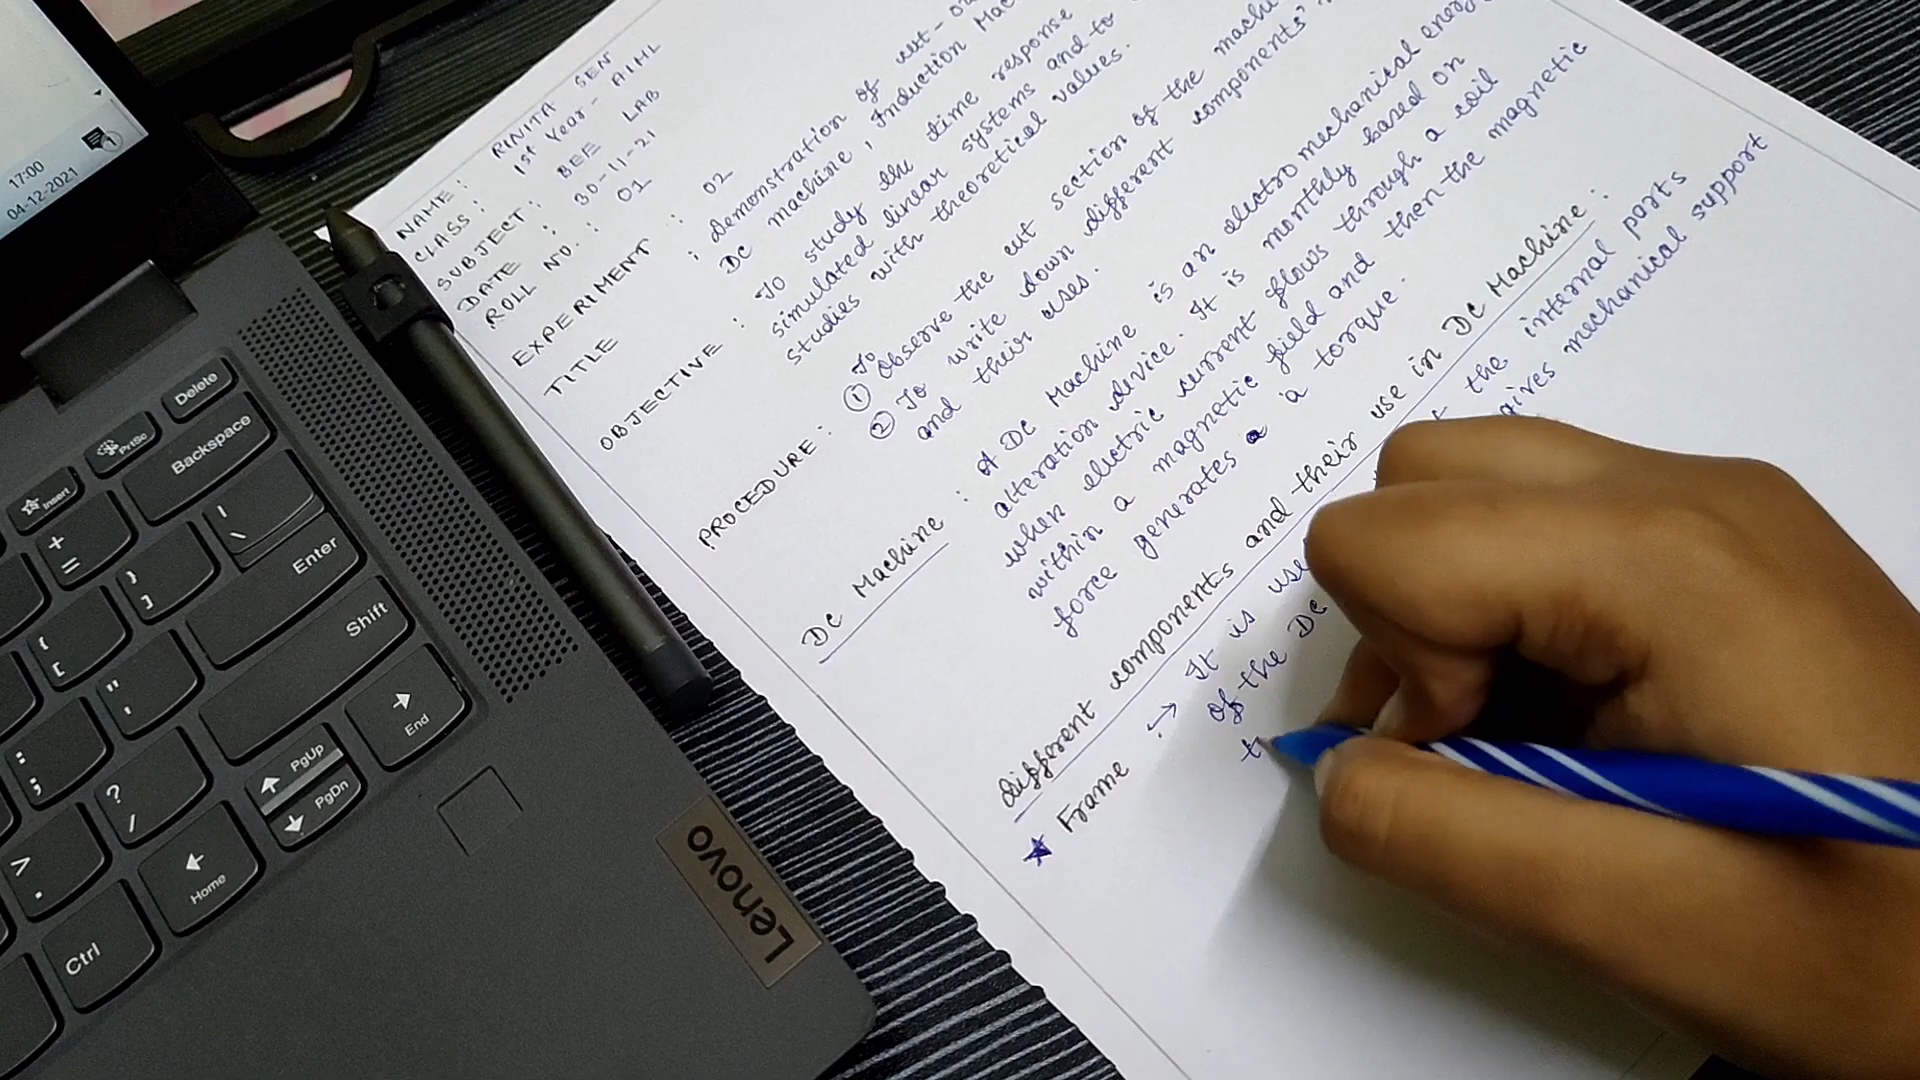 17:00
04-12-2021
Delete
PrtSc
Insert
Backspace
+
=
|
\
Enter
}
]
{
[
Shift
"
'
:
;
End
PgUp
PgDn
?
/
>
.
Home
Ctrl
Lenovo
NAME : RINITA SEN
CLASS : 1st Year - AIML
SUBJECT : BEE LAB
DATE : 30-11-21
ROLL NO. : 01
EXPERIMENT : 02
TITLE : demonstration of cut-
DC machine, Induction
OBJECTIVE : To study the time response
simulated linear systems and to
studies with theoretical values.
PROCEDURE : To
① Observe the cut section of the
② To write down different components'
and their uses.
DC Machine : A DC Machine is an electro mechanical
alteration device. It is monthly based on
when electric current flows through a coil
within a magnetic field and then the magnetic
force generates a torque.
different components and their use in DC Machine :
★ Frame → It is the internal parts
of the DC gives mechanical support